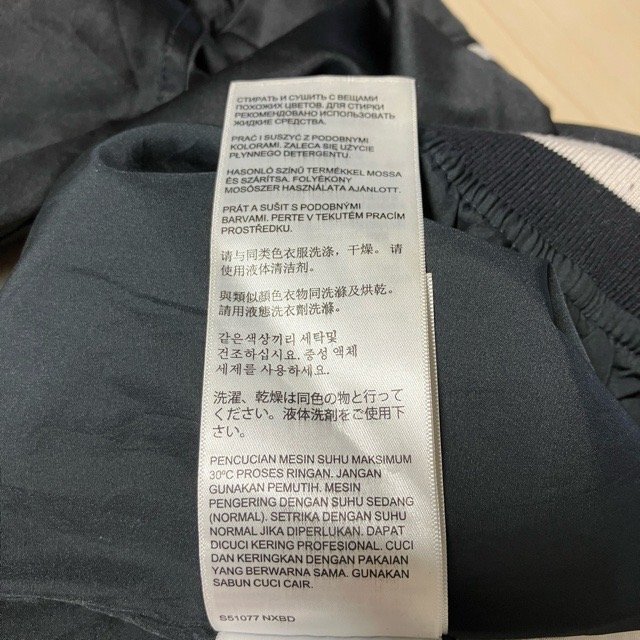 СТИРАТЬ И СУШИТЬ С ВЕЩАМИ
ПОХОЖИХ ЦВЕТОВ. ДЛЯ СТИРКИ
РЕКОМЕНДОВАНО ИСПОЛЬЗОВАТЬ
ЖИДКИЕ СРЕДСТВА.
PRAĆ I SUSZYĆ Z PODOBNYMI
KOLORAMI. ZALECA SIĘ UŻYCIE
PŁYNNEGO DETERGENTU.
HASONLÓ SZÍNŰ TERMÉKKEL MOSSA
ÉS SZÁRÍTSA. FOLYÉKONY
MOSÓSZER HASZNÁLATA AJÁNLOTT.
PRÁT A SUŠIT S PODOBNÝMI
BARVAMI. PERTE V TEKUTÉM PRACÍM
PROSTŘEDKU.
请与同类色衣服洗涤，干燥。请
使用液体清洁剂。
與類似顏色衣物同洗滌及烘乾。
請用液態洗衣劑洗滌。
같은색상끼리 세탁및
건조하십시요. 중성 액체
세제를 사용하세요.
洗濯、乾燥は同色の物と行って
ください。液体洗剤をご使用下
さい。
PENCUCIAN MESIN SUHU MAKSIMUM
30°C PROSES RINGAN. JANGAN
GUNAKAN PEMUTIH. MESIN
PENGERING DENGAN SUHU SEDANG
(NORMAL). SETRIKA DENGAN SUHU
NORMAL JIKA DIPERLUKAN. DAPAT
DICUCI KERING PROFESIONAL. CUCI
DAN KERINGKAN DENGAN PAKAIAN
YANG BERWARNA SAMA. GUNAKAN
SABUN CUCI CAIR.
S51077 NXBD